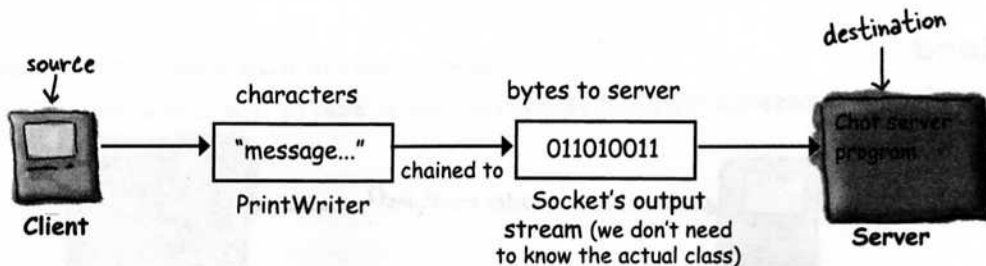 source
destination
characters
bytes to server
"message..."
chained to
011010011
Chat server
program
Client
PrintWriter
Socket's output
stream (we don't need
to know the actual class)
Server